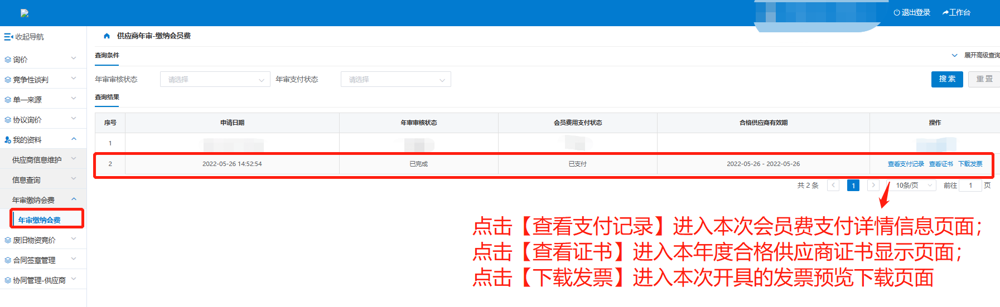 退出登录 工作台
收起导航
供应商年审-缴纳会员费
查询条件
展开高级查询
询价
竞争性谈判
单一来源
协议询价
我的资料
供应商信息维护
信息查询
年审缴纳会费
年审缴纳会费
废旧物资竞价
合同签章管理
协同管理-供应商
年审审核状态 请选择 年审支付状态 请选择 搜索 重置
查询结果
序号 申请日期 年审审核状态 会员费用支付状态 合格供应商有效期 操作
1
2 2022-05-26 14:52:54 已完成 已支付 2022-05-26 - 2022-05-26 查看支付记录 查看证书 下载发票
共 2 条 1 10条/页 前往 1 页
点击【查看支付记录】进入本次会员费支付详情信息页面；
点击【查看证书】进入本年度合格供应商证书显示页面；
点击【下载发票】进入本次开具的发票预览下载页面